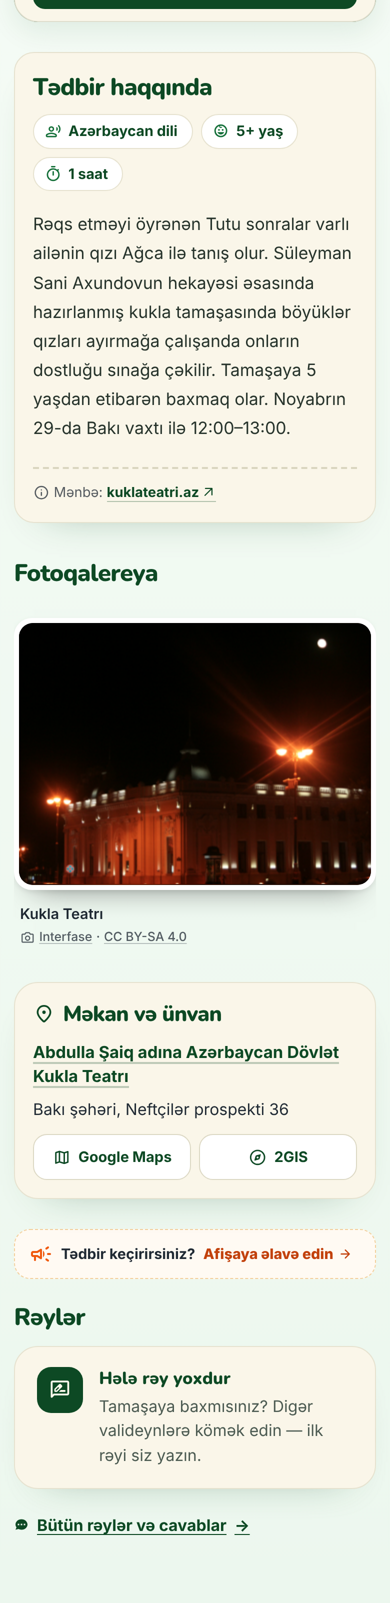 Tədbir haqqında
Azərbaycan dili
5+ yaş
1 saat
Rəqs etməyi öyrənən Tutu sonralar varlı
ailənin qızı Ağca ilə tanış olur. Süleyman
Sani Axundovun hekayəsi əsasında
hazırlanmış kukla tamaşasında böyüklər
qızları ayırmağa çalışanda onların
dostluğu sınağa çəkilir. Tamaşaya 5
yaşdan etibarən baxmaq olar. Noyabrın
29-da Bakı vaxtı ilə 12:00–13:00.
Mənbə: kuklateatri.az ↗
Fotoqalereya
Kukla Teatrı
Interfase · CC BY-SA 4.0
Məkan və ünvan
Abdulla Şaiq adına Azərbaycan Dövlət
Kukla Teatrı
Bakı şəhəri, Neftçilər prospekti 36
Google Maps
2GIS
Tədbir keçirirsiniz? Afişaya əlavə edin →
Rəylər
Hələ rəy yoxdur
Tamaşaya baxmısınız? Digər
valideynlərə kömək edin — ilk
rəyi siz yazın.
Bütün rəylər və cavablar →